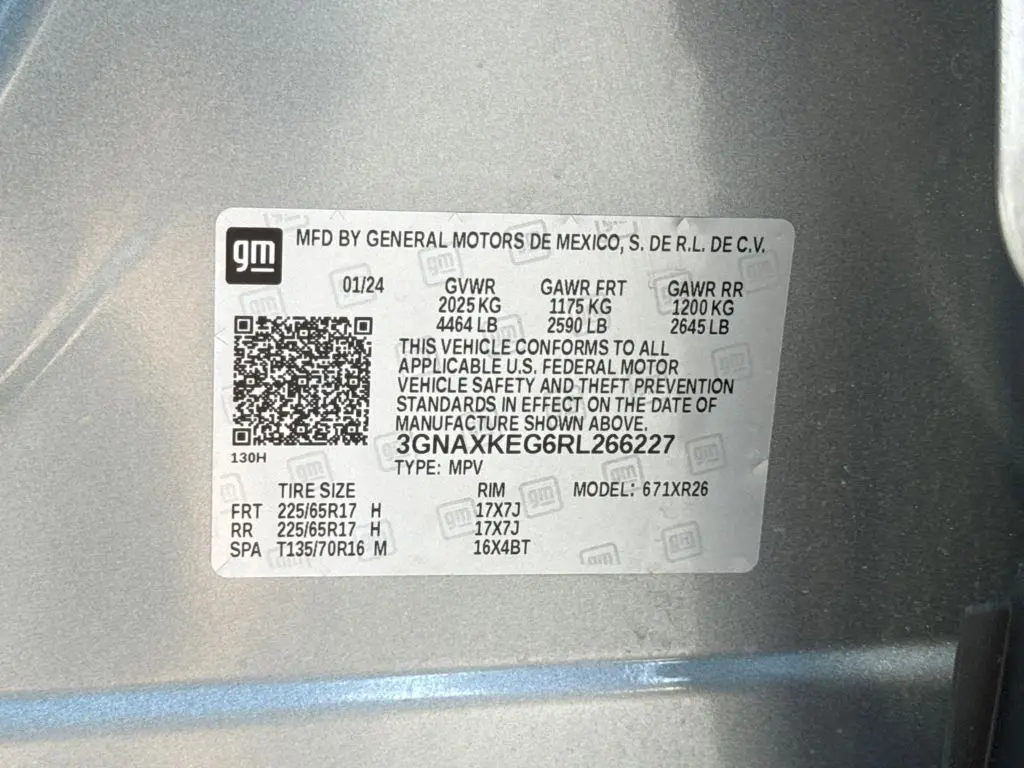 gm MFD BY GENERAL MOTORS DE MEXICO, S. DE R.L. DE C.V.
01/24 GVWR GAWR FRT GAWR RR
2025 KG 1175 KG 1200 KG
4464 LB 2590 LB 2645 LB
THIS VEHICLE CONFORMS TO ALL
APPLICABLE U.S. FEDERAL MOTOR
VEHICLE SAFETY AND THEFT PREVENTION
STANDARDS IN EFFECT ON THE DATE OF
MANUFACTURE SHOWN ABOVE.
3GNAXKEG6RL266227
130H
TYPE: MPV
TIRE SIZE RIM MODEL: 671XR26
FRT 225/65R17 H 17X7J
RR 225/65R17 H 17X7J
SPA T135/70R16 M 16X4BT